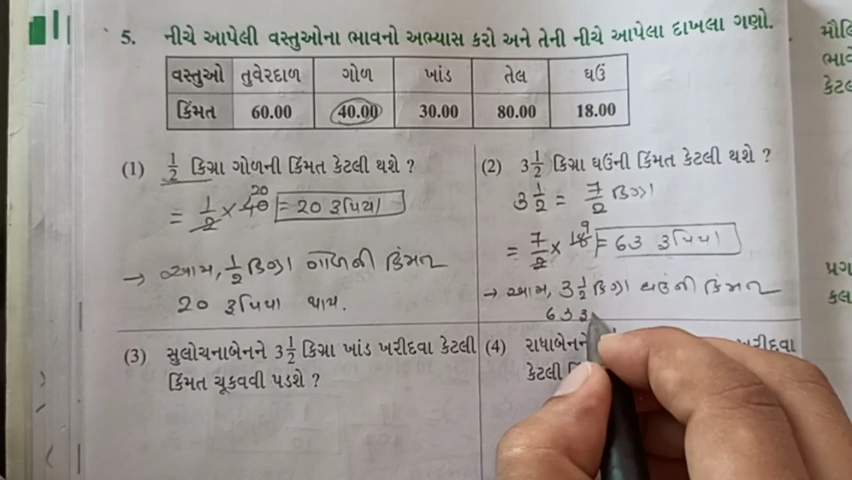 5. નીચે આપેલી વસ્તુઓના ભાવનો અભ્યાસ કરો અને તેની નીચે આપેલા દાખલા ગણો.
વસ્તુઓ તુવેરદાળ ગોળ ખાંડ તેલ ઘઉં
કિંમત 60.00 40.00 30.00 80.00 18.00
(1) 1/2 કિગ્રા ગોળની કિંમત કેટલી થશે ?
= 1/2 × 40 20 = 20 રૂપિયા
→ આમ, 1/2 કિગ્રા ગોળની કિંમત
20 રૂપિયા થાય.
(2) 3 1/2 કિગ્રા ઘઉંની કિંમત કેટલી થશે ?
3 1/2 = 7/2 કિગ્રા
= 7/2 × 18 9 = 63 રૂપિયા
→ આમ, 3 1/2 કિગ્રા ઘઉંની કિંમત
63 રૂ
(3) સુલોચનાબેનને 3 1/2 કિગ્રા ખાંડ ખરીદવા કેટલી
કિંમત ચૂકવવી પડશે ?
(4) રાધાબેનને ખરીદવા
કેટલી